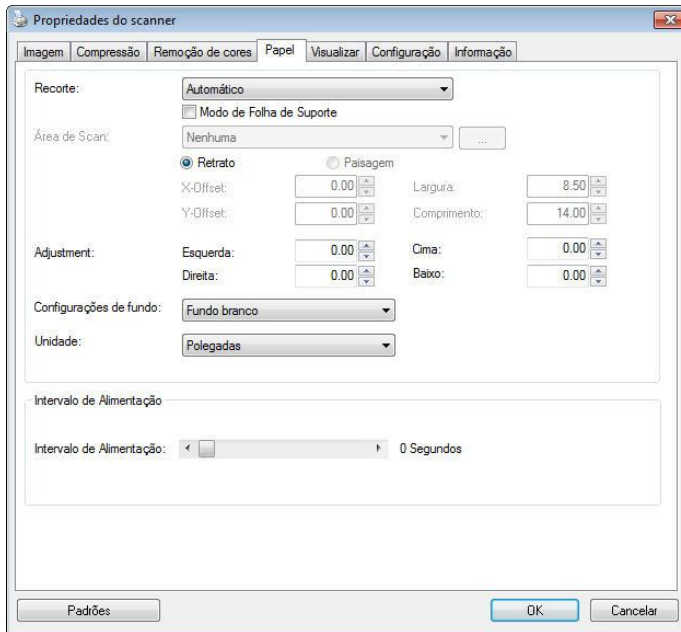 Propriedades do scanner
Imagem Compressão Remoção de cores Papel Visualizar Configuração Informação
Recorte: Automático
Modo de Folha de Suporte
Área de Scan: Nenhuma ...
Retrato Paisagem
X-Offset: 0.00 Largura: 8.50
Y-Offset: 0.00 Comprimento: 14.00
Adjustment: Esquerda: 0.00 Cima: 0.00
Direita: 0.00 Baixo: 0.00
Configurações de fundo: Fundo branco
Unidade: Polegadas
Intervalo de Alimentação
Intervalo de Alimentação: 0 Segundos
Padrões OK Cancelar